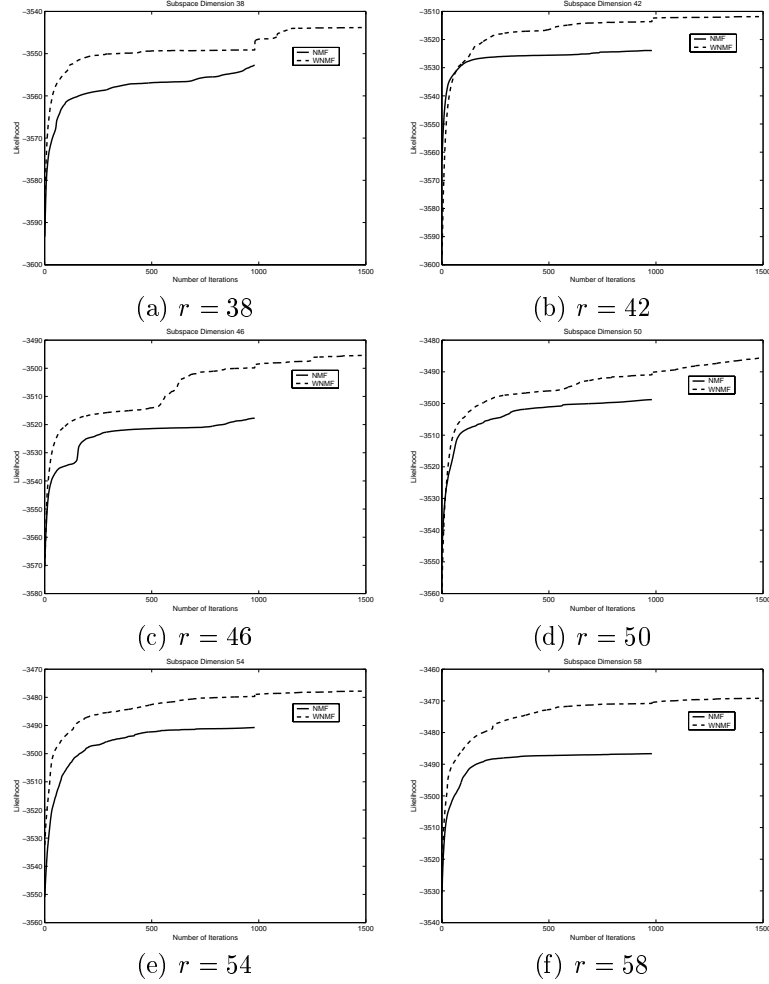 Subspace Dimension 38
−3530
−3540
−3550
−3560
−3570
−3580
−3590
−3600
0
500
1000
1500
Likelihood
Number of Iterations
NMF
WNMF
(a) r = 38
Subspace Dimension 42
−3510
−3520
−3530
−3540
−3550
−3560
−3570
−3580
−3590
−3600
0
500
1000
1500
Likelihood
Number of Iterations
NMF
WNMF
(b) r = 42
Subspace Dimension 46
−3490
−3500
−3510
−3520
−3530
−3540
−3550
−3560
−3570
−3580
0
500
1000
1500
Likelihood
Number of Iterations
NMF
WNMF
(c) r = 46
Subspace Dimension 50
−3480
−3490
−3500
−3510
−3520
−3530
−3540
−3550
−3560
0
500
1000
1500
Likelihood
Number of Iterations
NMF
WNMF
(d) r = 50
Subspace Dimension 54
−3470
−3480
−3490
−3500
−3510
−3520
−3530
−3540
−3550
−3560
0
500
1000
1500
Likelihood
Number of Iterations
NMF
WNMF
(e) r = 54
Subspace Dimension 58
−3460
−3470
−3480
−3490
−3500
−3510
−3520
−3530
−3540
0
500
1000
1500
Likelihood
Number of Iterations
NMF
WNMF
(f) r = 58